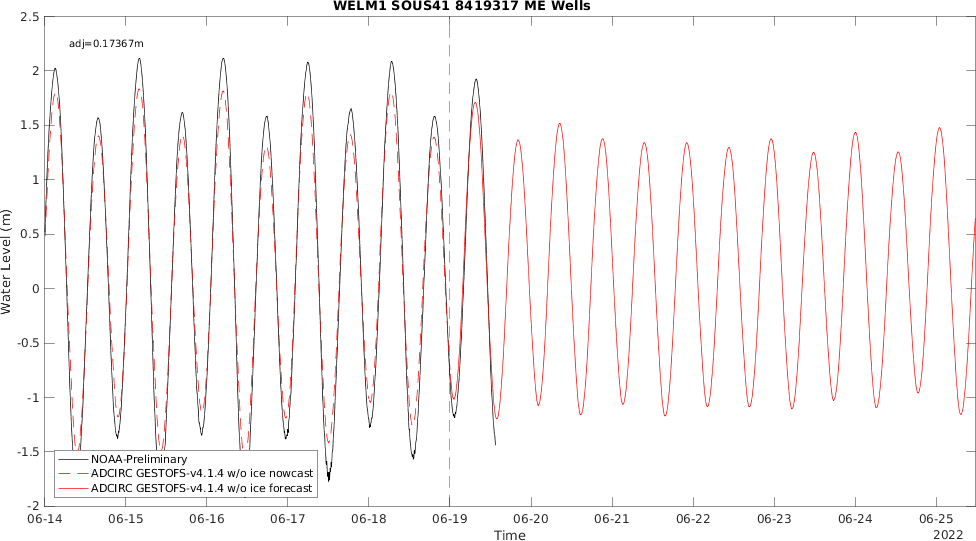 WELM1 SOUS41 8419317 ME Wells
adj=0.17367m
2.5
2
1.5
1
0.5
0
-0.5
-1
-1.5
-2
Water Level (m)
NOAA-Preliminary
ADCIRC GESTOFS-v4.1.4 w/o ice nowcast
ADCIRC GESTOFS-v4.1.4 w/o ice forecast
06-14 06-15 06-16 06-17 06-18 06-19 06-20 06-21 06-22 06-23 06-24 06-25
Time
2022